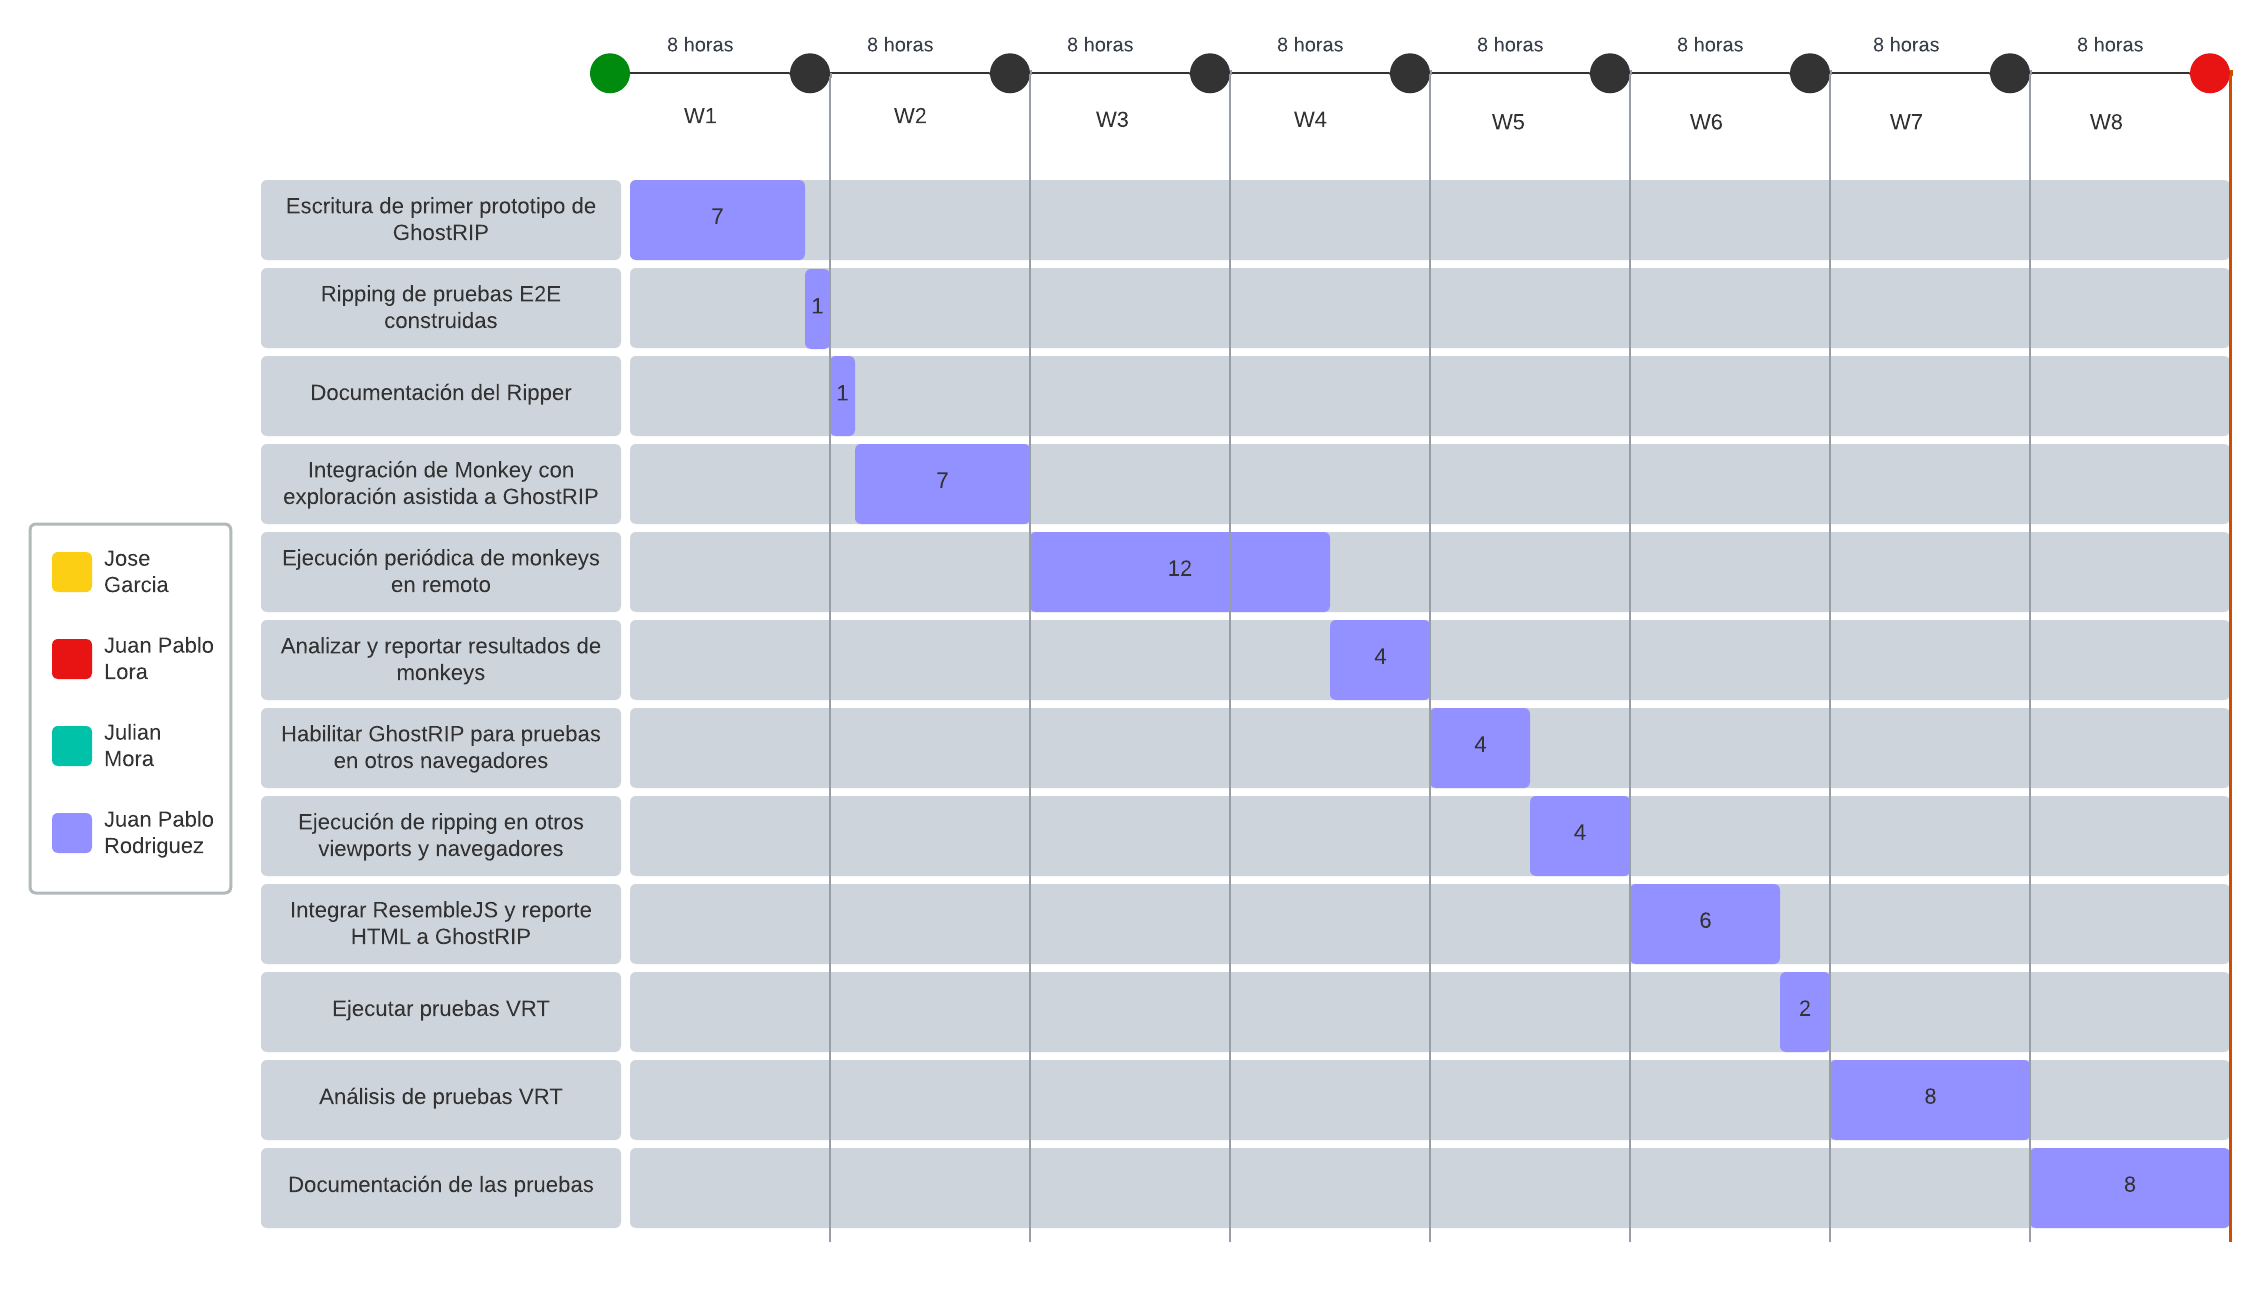 8 horas 8 horas 8 horas 8 horas 8 horas 8 horas 8 horas 8 horas
W1 W2 W3 W4 W5 W6 W7 W8
Escritura de primer prototipo de
GhostRIP
7
Ripping de pruebas E2E
construidas
1
Documentación del Ripper
1
Integración de Monkey con
exploración asistida a GhostRIP
7
Ejecución periódica de monkeys
en remoto
12
Analizar y reportar resultados de
monkeys
4
Habilitar GhostRIP para pruebas
en otros navegadores
4
Ejecución de ripping en otros
viewports y navegadores
4
Integrar ResembleJS y reporte
HTML a GhostRIP
6
Ejecutar pruebas VRT
2
Análisis de pruebas VRT
8
Documentación de las pruebas
8
Jose
Garcia
Juan Pablo
Lora
Julian
Mora
Juan Pablo
Rodriguez